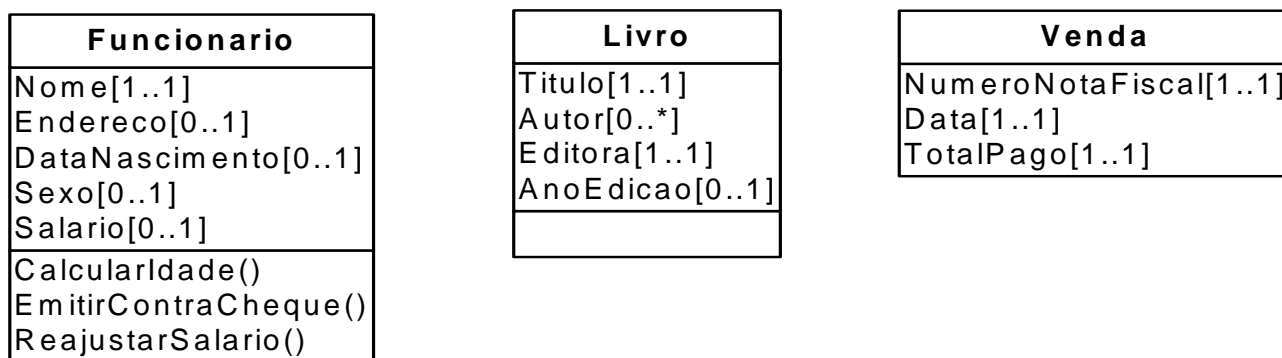 Funcionario
Nome[1..1]
Endereco[0..1]
DataNascimento[0..1]
Sexo[0..1]
Salario[0..1]
CalcularIdade()
EmitirContraCheque()
ReajustarSalario()
Livro
Titulo[1..1]
Autor[0..*]
Editora[1..1]
AnoEdicao[0..1]
Venda
NumeroNotaFiscal[1..1]
Data[1..1]
TotalPago[1..1]